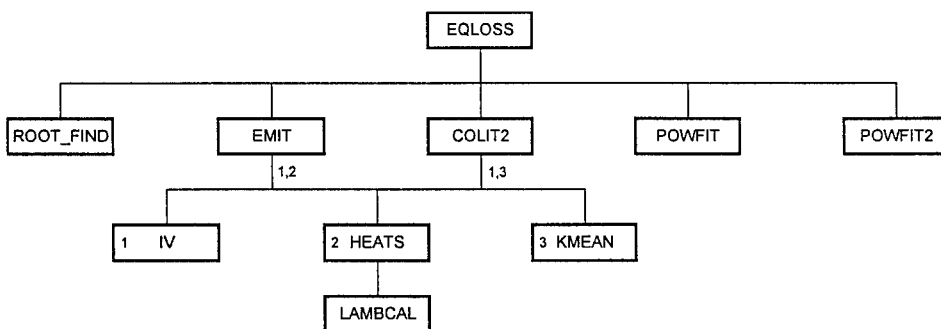 EQLOSS
ROOT_FIND EMIT COLIT2 POWFIT POWFIT2
1,2 1,3
1 IV 2 HEATS 3 KMEAN
LAMBCAL